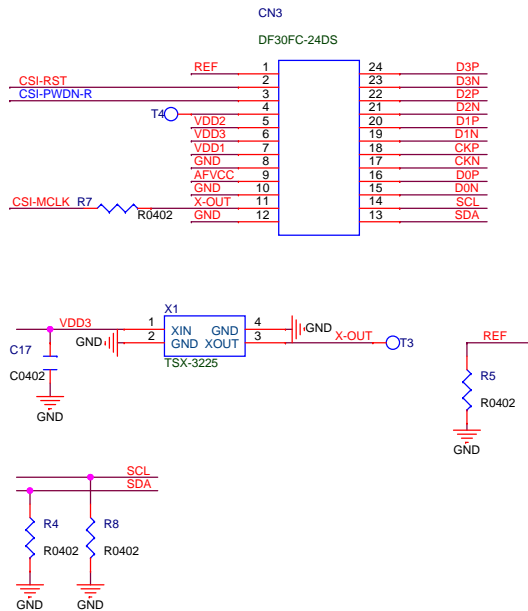 CN3
DF30FC-24DS
REF 1 24 D3P
CSI-RST 2 23 D3N
CSI-PWDN-R 3 22 D2P
T4 4 21 D2N
VDD2 5 20 D1P
VDD3 6 19 D1N
VDD1 7 18 CKP
GND 8 17 CKN
AFVCC 9 16 D0P
GND 10 15 D0N
CSI-MCLK R7 X-OUT 11 14 SCL
R0402 GND 12 13 SDA
X1
VDD3 1 XIN GND 4 GND
GND 2 GND XOUT 3 X-OUT T3
TSX-3225
C17
C0402
GND
REF
R5
R0402
GND
SCL
SDA
R4 R8
R0402 R0402
GND GND